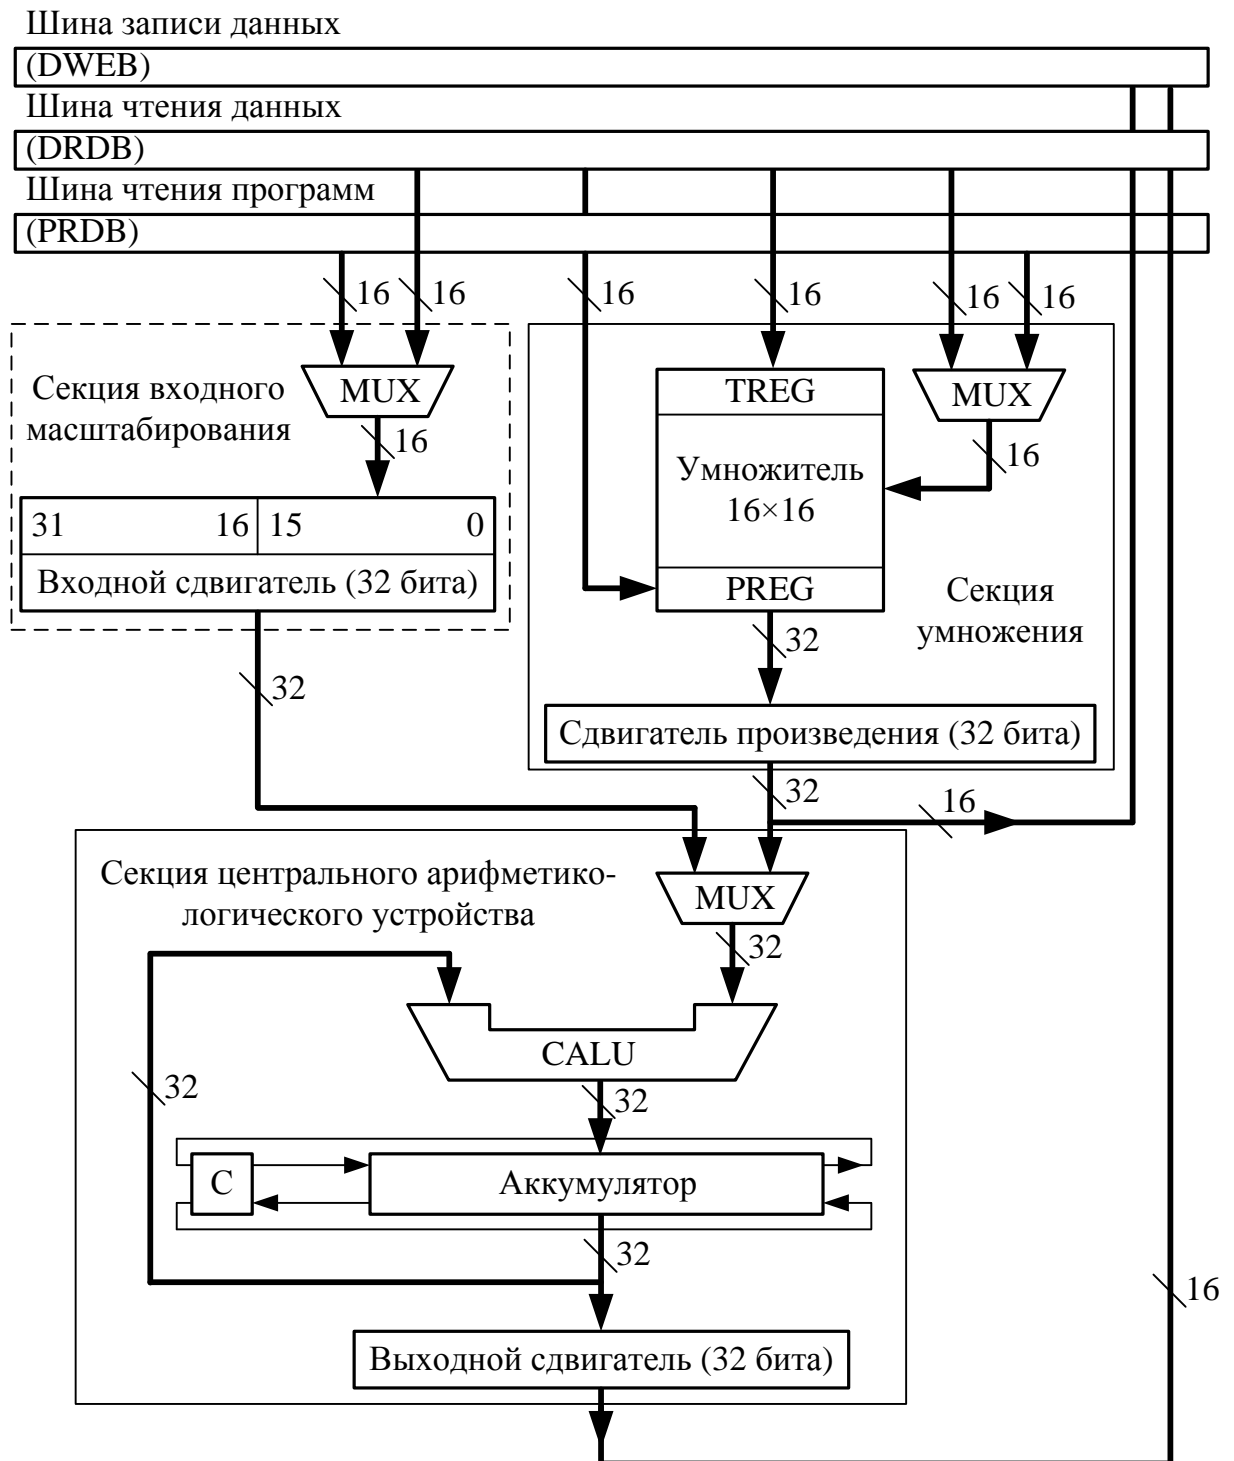 Шина записи данных
(DWEB)
Шина чтения данных
(DRDB)
Шина чтения программ
(PRDB)
16 16 16 16 16 16
Секция входного
масштабирования
MUX
16
31 16 15 0
Входной сдвигатель (32 бита)
32
TREG
Умножитель
16×16
PREG
MUX
16
Секция
умножения
32
Сдвигатель произведения (32 бита)
32
16
Секция центрального арифметико-
логического устройства
MUX
32
CALU
32
32
C
Аккумулятор
32
16
Выходной сдвигатель (32 бита)